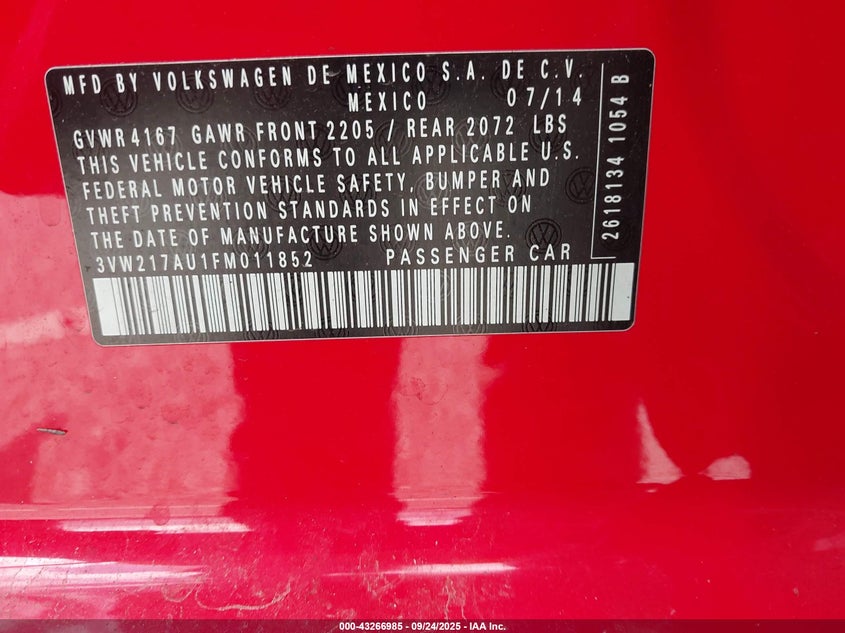 MFD BY VOLKSWAGEN DE MEXICO S.A. DE C.V.
MEXICO 07/14
GVWR 4167 GAWR FRONT 2205 / REAR 2072 LBS
THIS VEHICLE CONFORMS TO ALL APPLICABLE U.S.
FEDERAL MOTOR VEHICLE SAFETY, BUMPER AND
THEFT PREVENTION STANDARDS IN EFFECT ON
THE DATE OF MANUFACTURE SHOWN ABOVE.
3VW217AU1FM011852 PASSENGER CAR
2618134 1054 B
000-43266985 - 09/24/2025 - IAA Inc.